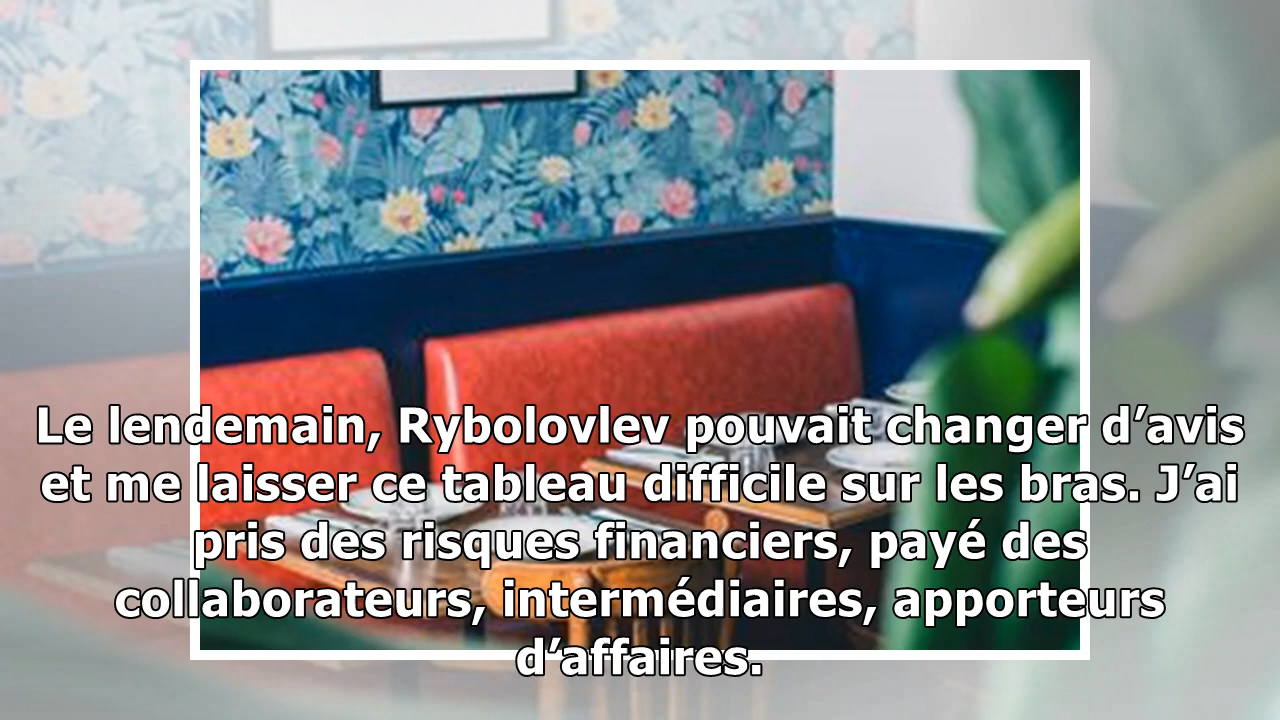 Le lendemain, Rybolovlev pouvait changer d’avis
et me laisser ce tableau difficile sur les bras. J’ai
pris des risques financiers, payé des
collaborateurs, intermédiaires, apporteurs
d’affaires.